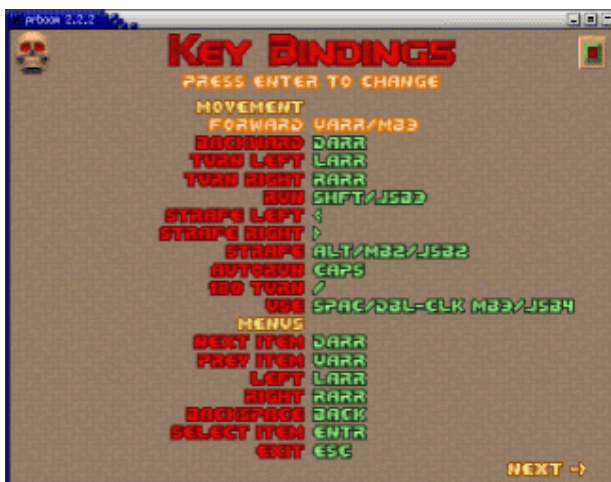 prboom 2.2.2
KEY BINDINGS
PRESS ENTER TO CHANGE
MOVEMENT
FORWARD UARR/MB3
BACKWARD DARR
TURN LEFT LARR
TURN RIGHT RARR
RUN SHFT/JSB3
STRAFE LEFT <
STRAFE RIGHT >
STRAFE ALT/MB2/JSB2
AUTORUN CAPS
180 TURN /
USE SPAC/DBL-CLK MB3/JSB4
MENUS
NEXT ITEM DARR
PREV ITEM UARR
LEFT LARR
RIGHT RARR
BACKSPACE BACK
SELECT ITEM ENTR
EXIT ESC
NEXT ->